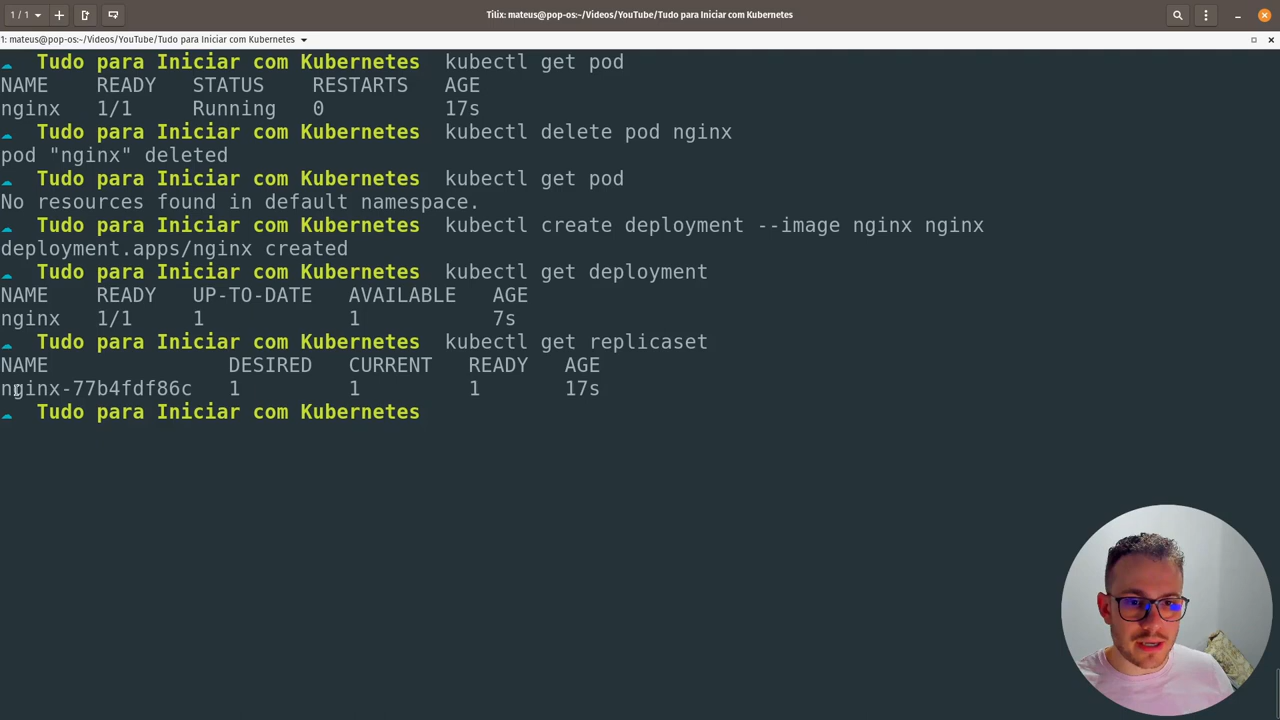 1 / 1
Tilix: mateus@pop-os:~/Videos/YouTube/Tudo para Iniciar com Kubernetes
1: mateus@pop-os:~/Videos/YouTube/Tudo para Iniciar com Kubernetes
Tudo para Iniciar com Kubernetes kubectl get pod
NAME READY STATUS RESTARTS AGE
nginx 1/1 Running 0 17s
Tudo para Iniciar com Kubernetes kubectl delete pod nginx
pod "nginx" deleted
Tudo para Iniciar com Kubernetes kubectl get pod
No resources found in default namespace.
Tudo para Iniciar com Kubernetes kubectl create deployment --image nginx nginx
deployment.apps/nginx created
Tudo para Iniciar com Kubernetes kubectl get deployment
NAME READY UP-TO-DATE AVAILABLE AGE
nginx 1/1 1 1 7s
Tudo para Iniciar com Kubernetes kubectl get replicaset
NAME DESIRED CURRENT READY AGE
nginx-77b4fdf86c 1 1 1 17s
Tudo para Iniciar com Kubernetes